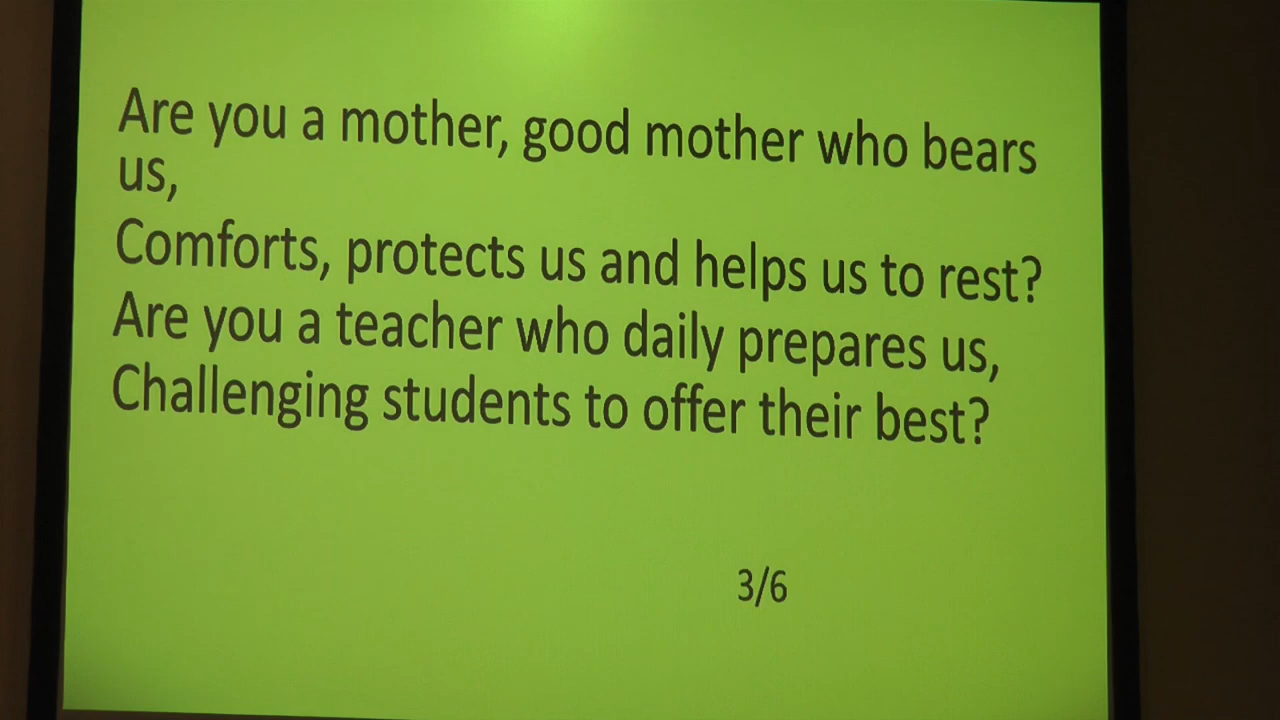 Are you a mother, good mother who bears
us,
Comforts, protects us and helps us to rest?
Are you a teacher who daily prepares us,
Challenging students to offer their best?
3/6